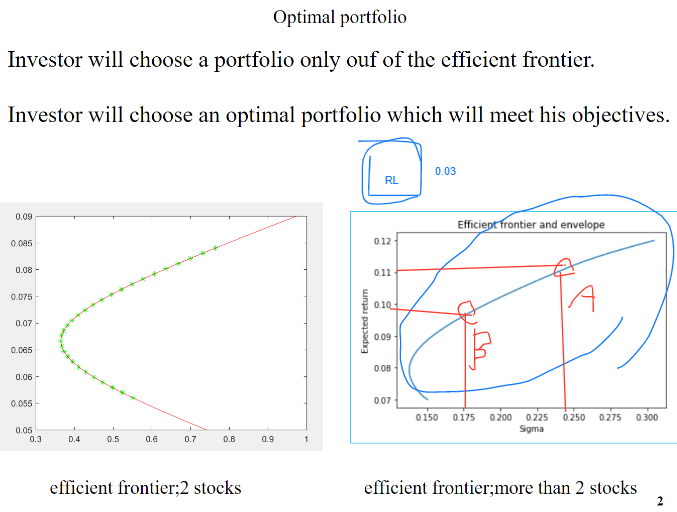 Optimal portfolio
Investor will choose a portfolio only ouf of the efficient frontier.
Investor will choose an optimal portfolio which will meet his objectives.
RL
0.03
0.09
0.085
0.08
0.075
0.07
0.065
0.06
0.055
0.05
0.3 0.4 0.5 0.6 0.7 0.8 0.9 1
Efficient frontier and envelope
Expected return
0.12
0.11
0.10
0.09
0.08
0.07
A
B
0.150 0.175 0.200 0.225 0.250 0.275 0.300
Sigma
efficient frontier;2 stocks
efficient frontier;more than 2 stocks
2